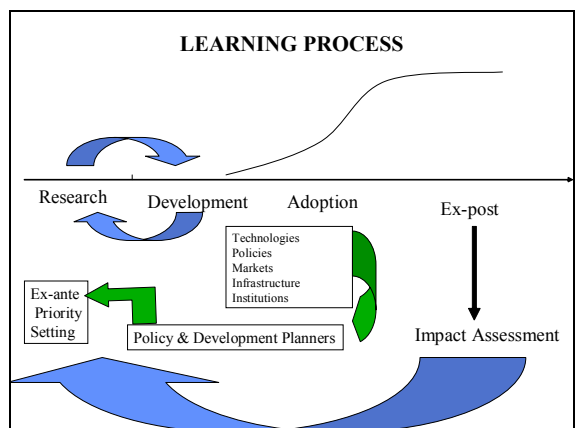 LEARNING PROCESS
Research
Development
Adoption
Ex-post
Technologies
Policies
Markets
Infrastructure
Institutions
Ex-ante
Priority
Setting
Policy & Development Planners
Impact Assessment